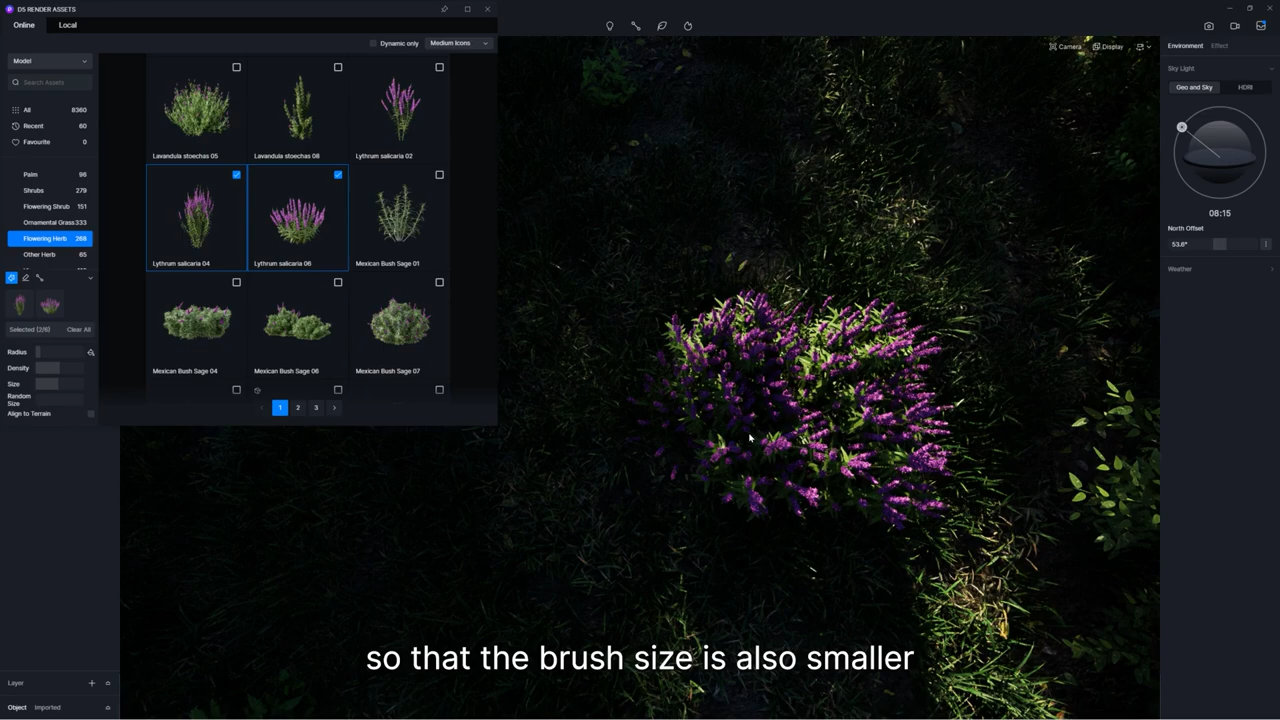 D5 RENDER ASSETS
Online Local
Dynamic only Medium Icons
Model
Search Assets
All 8360
Recent 60
Favourite 0
Palm 96
Shrubs 279
Flowering Shrub 151
Ornamental Grass333
Flowering Herb 268
Other Herb 65
Selected (2/6) Clear All
Radius
Density
Size
Random
Size
Align to Terrain
Lavandula stoechas 05 Lavandula stoechas 08 Lythrum salicaria 02
Lythrum salicaria 04 Lythrum salicaria 06 Mexican Bush Sage 01
Mexican Bush Sage 04 Mexican Bush Sage 06 Mexican Bush Sage 07
1 2 3
Camera Display
Environment Effect
Sky Light
Geo and Sky HDRI
08:15
North Offset
53.6°
Weather
so that the brush size is also smaller
Layer
Object Imported